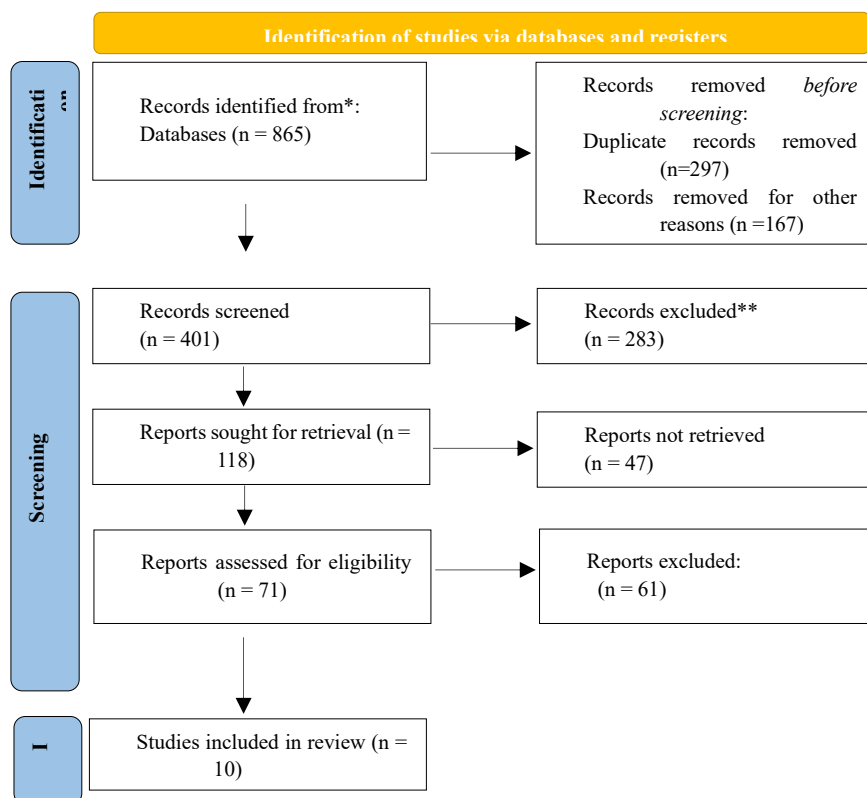 Identification of studies via databases and registers
Identificati
on
Records identified from*:
Databases (n = 865)
Records removed before
screening:
Duplicate records removed
(n=297)
Records removed for other
reasons (n =167)
Screening
Records screened
(n = 401)
Records excluded**
(n = 283)
Reports sought for retrieval (n =
118)
Reports not retrieved
(n = 47)
Reports assessed for eligibility
(n = 71)
Reports excluded:
(n = 61)
I
Studies included in review (n =
10)